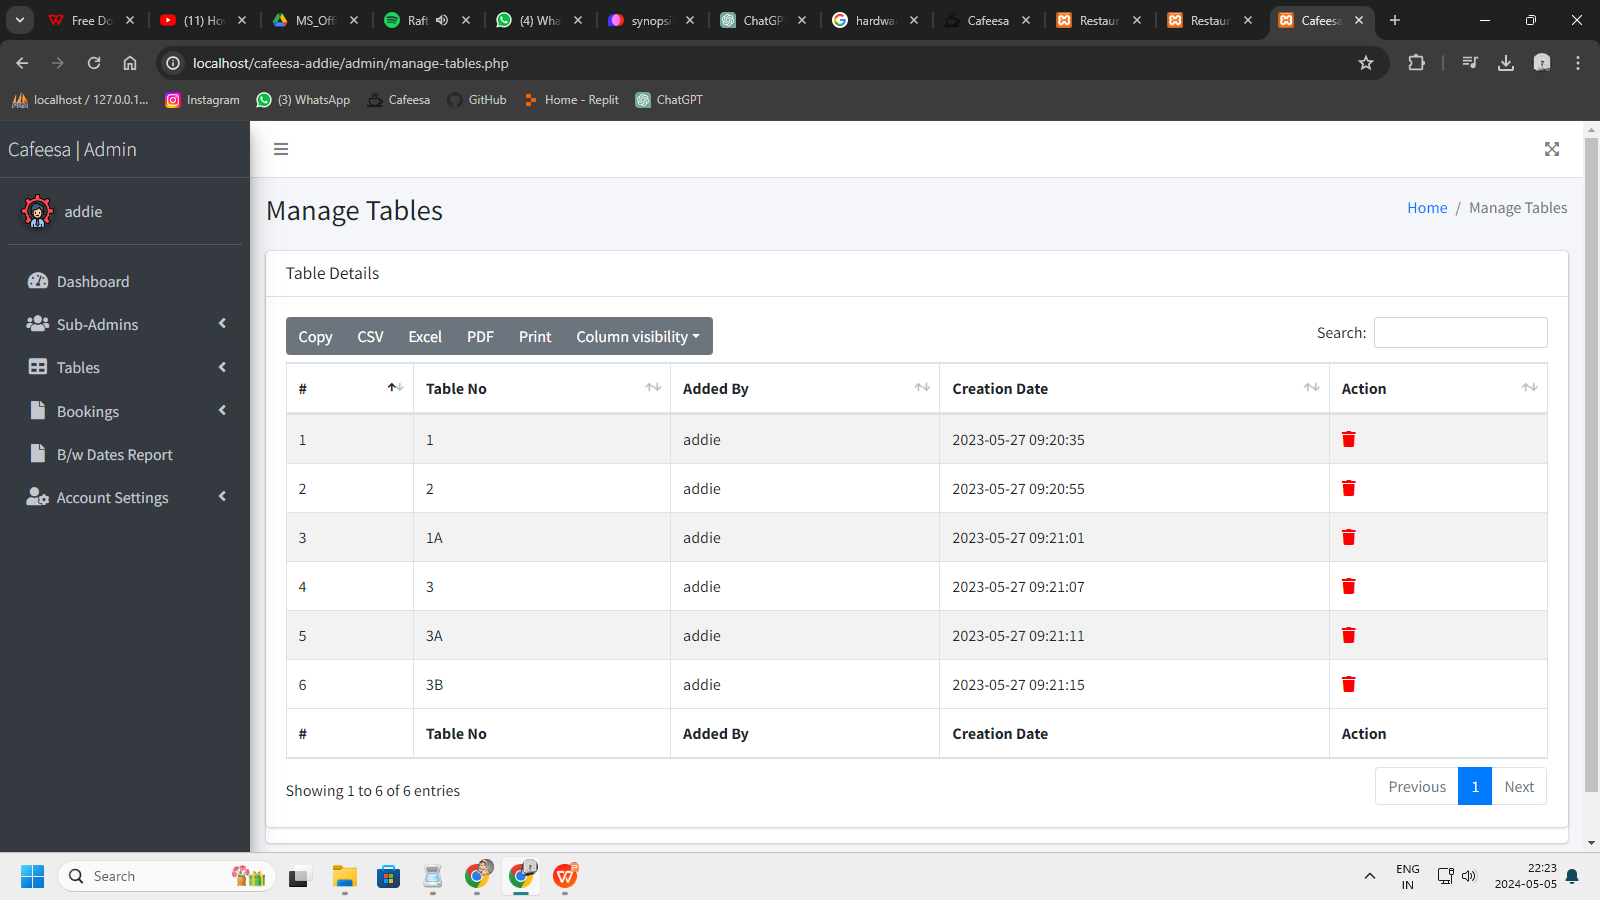 Free Do
(11) Ho
MS_Offi
Raft
(4) Wha
synopsi
ChatGP
hardwa
Cafeesa
Restaur
Restaur
Cafeesa
localhost/cafeesa-addie/admin/manage-tables.php
localhost / 127.0.0.1...
Instagram
(3) WhatsApp
Cafeesa
GitHub
Home - Replit
ChatGPT
Cafeesa | Admin
addie
Dashboard
Sub-Admins
Tables
Bookings
B/w Dates Report
Account Settings
Manage Tables
Home / Manage Tables
Table Details
Copy CSV Excel PDF Print Column visibility
Search:
# Table No Added By Creation Date Action
1 1 addie 2023-05-27 09:20:35
2 2 addie 2023-05-27 09:20:55
3 1A addie 2023-05-27 09:21:01
4 3 addie 2023-05-27 09:21:07
5 3A addie 2023-05-27 09:21:11
6 3B addie 2023-05-27 09:21:15
# Table No Added By Creation Date Action
Showing 1 to 6 of 6 entries
Previous 1 Next
Search
ENG
IN
22:23
2024-05-05